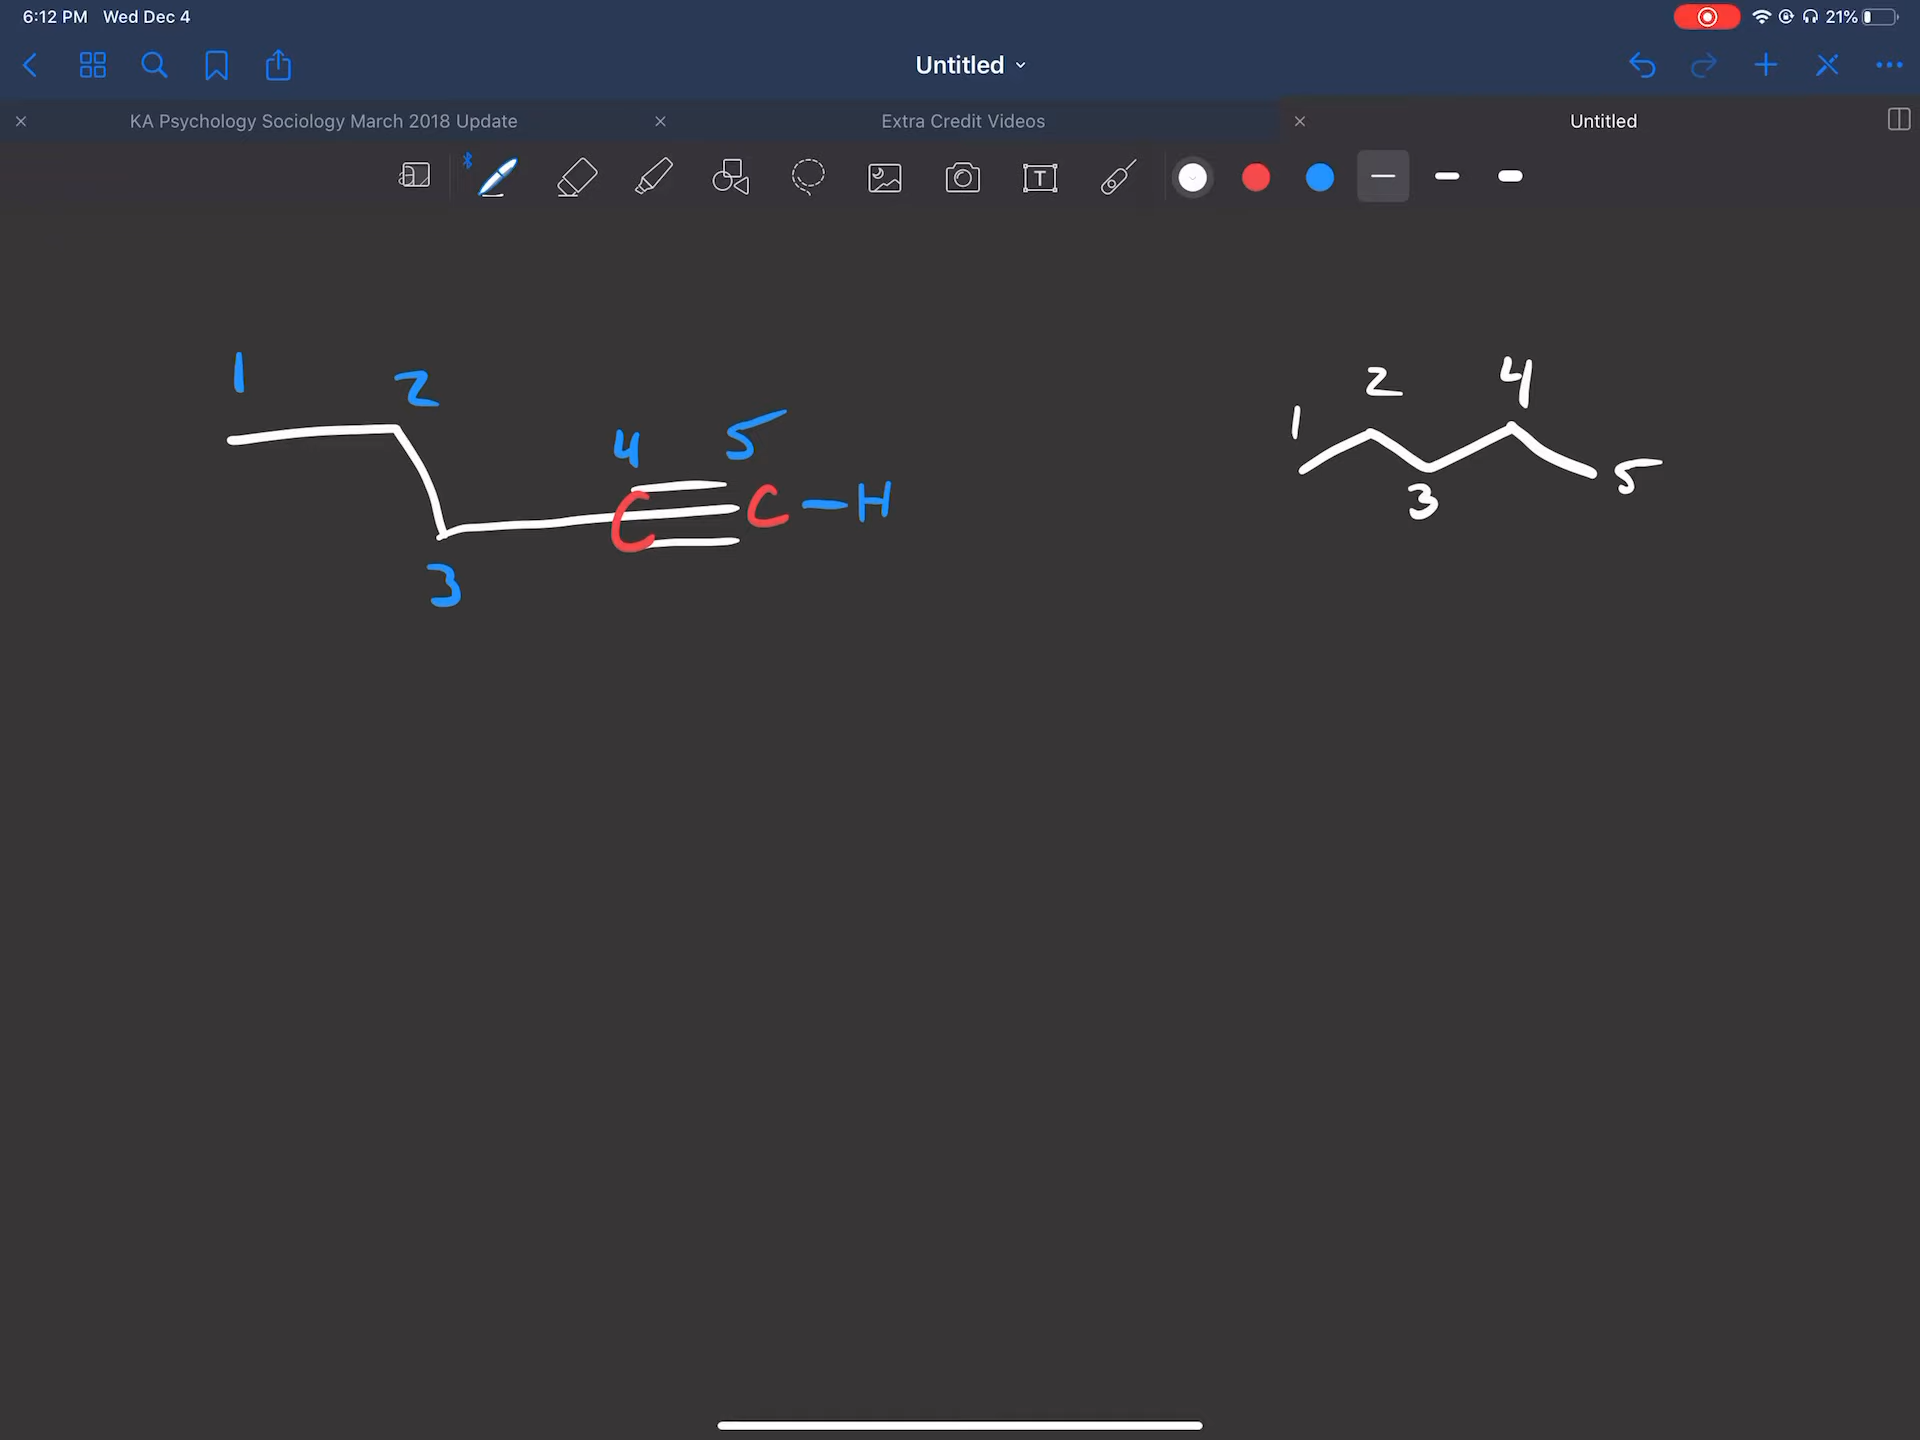 6:12 PM Wed Dec 4
21%
Untitled
KA Psychology Sociology March 2018 Update
Extra Credit Videos
Untitled
T
1
2
4
5
C
C
H
3
1
2
4
3
5